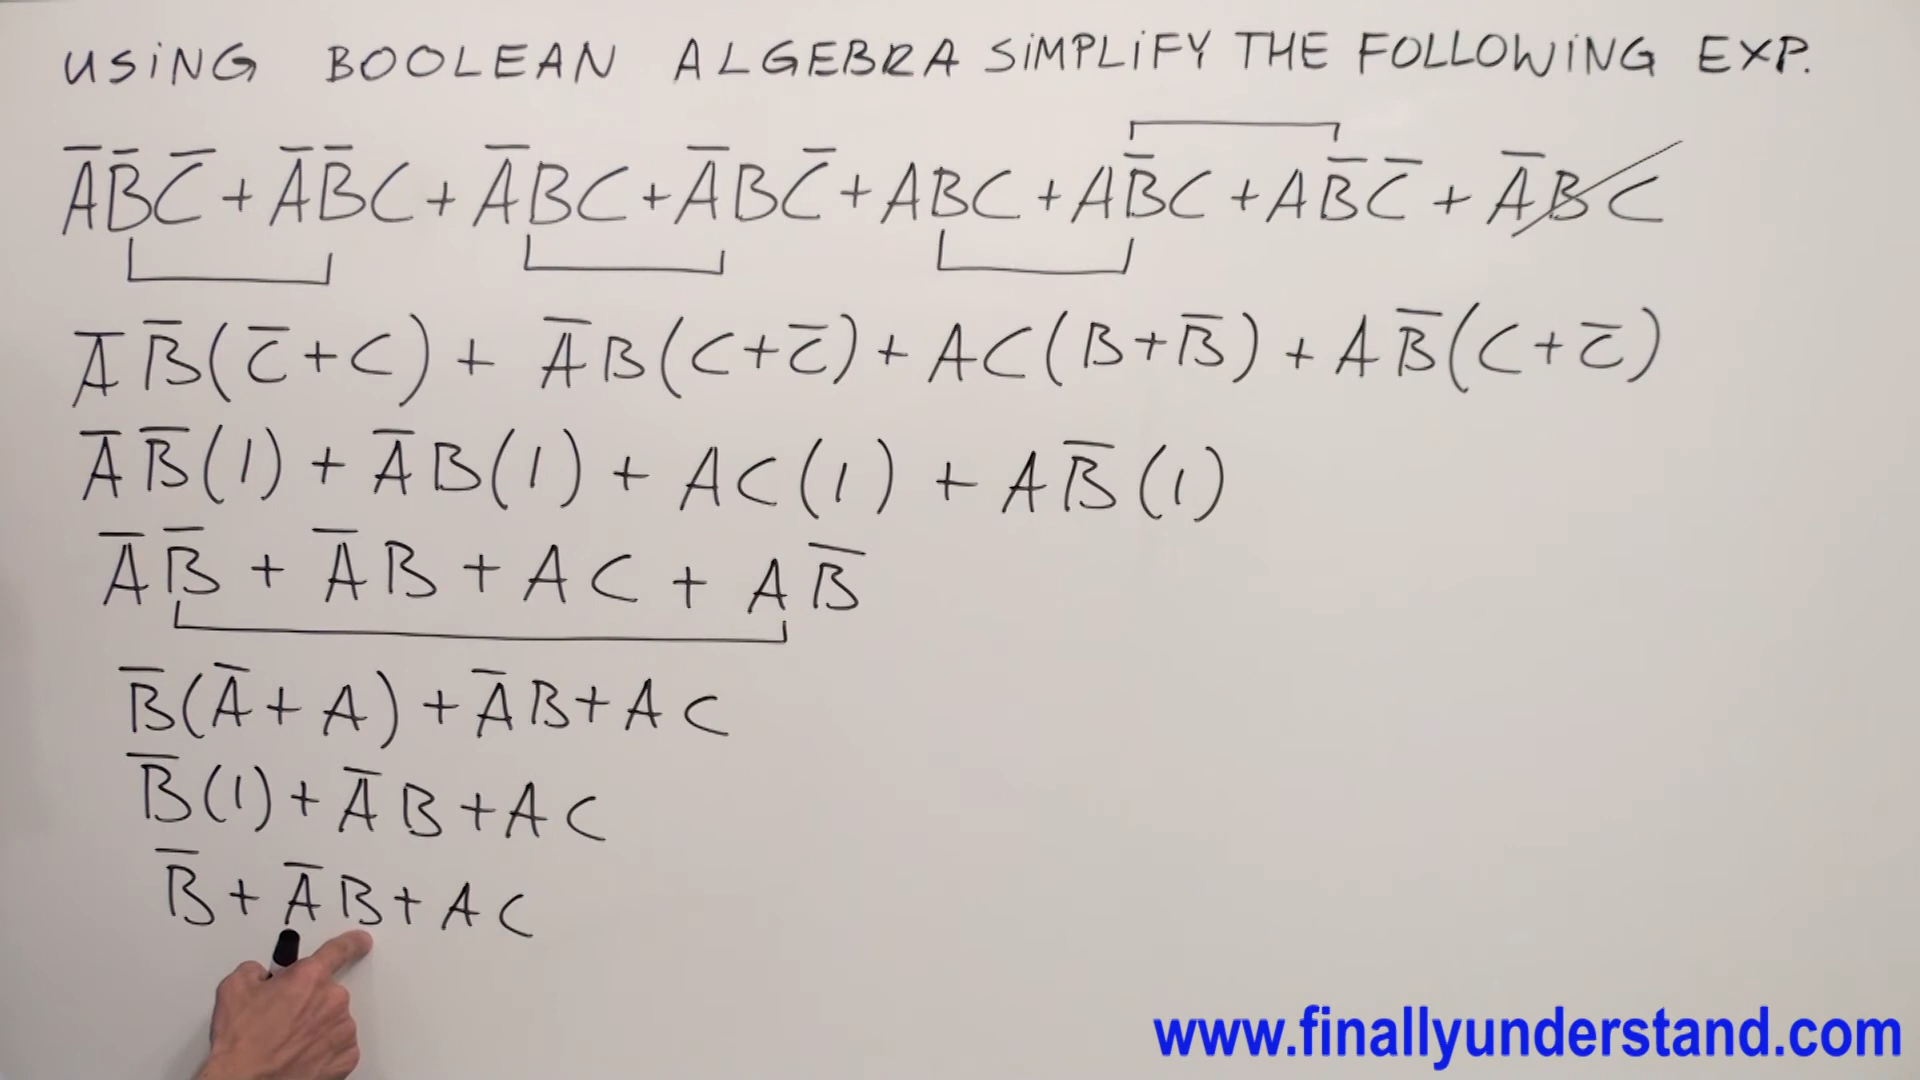 USING BOOLEAN ALGEBRA SIMPLIFY THE FOLLOWING EXP.
A̅B̅C̅ + A̅B̅C + A̅BC + A̅BC̅ + ABC + AB̅C + AB̅C̅ + A̅BC
A̅B̅(C̅+C) + A̅B(C+C̅) + AC(B+B̅) + AB̅(C+C̅)
A̅B̅(1) + A̅B(1) + AC(1) + AB̅(1)
A̅B̅ + A̅B + AC + AB̅
B̅(A̅+A) + A̅B + AC
B̅(1) + A̅B + AC
B̅ + A̅B + AC
www.finallyunderstand.com